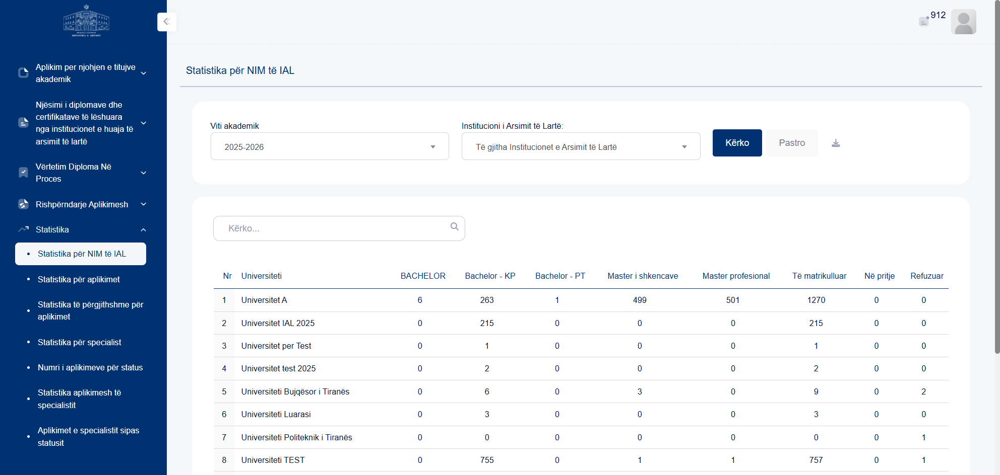 MINISTRIA E ARSIMIT
912
Aplikim per njohjen e titujve
akademik
Njësimi i diplomave dhe
certifikatave të lëshuara
nga institucionet e huaja të
arsimit të lartë
Vërtetim Diploma Në
Proces
Rishpërndarje Aplikimesh
Statistika
Statistika për NIM të IAL
Statistika për aplikimet
Statistika të përgjithshme për
aplikimet
Statistika për specialist
Numri i aplikimeve për status
Statistika aplikimesh të
specialistit
Aplikimet e specialistit sipas
statusit
Statistika për NIM të IAL
Viti akademik
2025-2026
Institucioni i Arsimit të Lartë:
Të gjitha Institucionet e Arsimit të Lartë
Kërko
Pastro
Kërko...
Nr Universiteti BACHELOR Bachelor - KP Bachelor - PT Master i shkencave Master profesional Të matrikulluar Në pritje Refuzuar
1 Universitet A 6 263 1 499 501 1270 0 0
2 Universitet IAL 2025 0 215 0 0 0 215 0 0
3 Universitet per Test 0 1 0 0 0 1 0 0
4 Universitet test 2025 0 2 0 0 0 2 0 0
5 Universiteti Bujqësor i Tiranës 0 6 0 3 0 9 0 2
6 Universiteti Luarasi 0 3 0 0 0 3 0 0
7 Universiteti Politeknik i Tiranës 0 0 0 0 0 0 0 1
8 Universiteti TEST 0 755 0 1 1 757 0 1